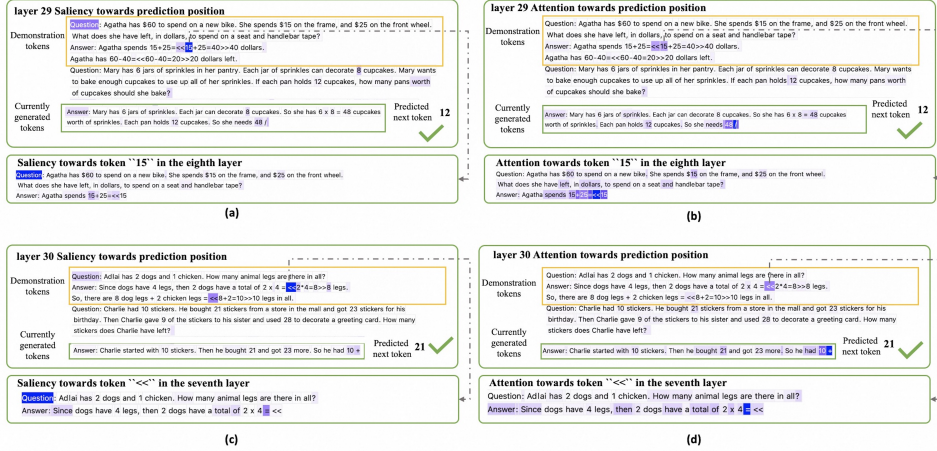 layer 29 Saliency towards prediction position
Demonstration tokens
Question: Agatha has $60 to spend on a new bike. She spends $15 on the frame, and $25 on the front wheel.
What does she have left, in dollars, to spend on a seat and handlebar tape?
Answer: Agatha spends 15+25=<<15+25=40>>40 dollars.
Agatha has 60-40=<<60-40=20>>20 dollars left.
Question: Mary has 6 jars of sprinkles in her pantry. Each jar of sprinkles can decorate 8 cupcakes. Mary wants
to bake enough cupcakes to use up all of her sprinkles. If each pan holds 12 cupcakes, how many pans worth
of cupcakes should she bake?
Currently generated tokens
Answer: Mary has 6 jars of sprinkles. Each jar can decorate 8 cupcakes. So she has 6 x 8 = 48 cupcakes
worth of sprinkles. Each pan holds 12 cupcakes. So she needs 48 /
Predicted next token 12
Saliency towards token ``15`` in the eighth layer
Question: Agatha has $60 to spend on a new bike. She spends $15 on the frame, and $25 on the front wheel.
What does she have left, in dollars, to spend on a seat and handlebar tape?
Answer: Agatha spends 15+25=<<15
(a)
layer 29 Attention towards prediction position
Demonstration tokens
Question: Agatha has $60 to spend on a new bike. She spends $15 on the frame, and $25 on the front wheel.
What does she have left, in dollars, to spend on a seat and handlebar tape?
Answer: Agatha spends 15+25=<<15+25=40>>40 dollars.
Agatha has 60-40=<<60-40=20>>20 dollars left.
Question: Mary has 6 jars of sprinkles in her pantry. Each jar of sprinkles can decorate 8 cupcakes. Mary wants
to bake enough cupcakes to use up all of her sprinkles. If each pan holds 12 cupcakes, how many pans worth
of cupcakes should she bake?
Currently generated tokens
Answer: Mary has 6 jars of sprinkles. Each jar can decorate 8 cupcakes. So she has 6 x 8 = 48 cupcakes
worth of sprinkles. Each pan holds 12 cupcakes. So she needs 48 /
Predicted next token 12
Attention towards token ``15`` in the eighth layer
Question: Agatha has $60 to spend on a new bike. She spends $15 on the frame, and $25 on the front wheel.
What does she have left, in dollars, to spend on a seat and handlebar tape?
Answer: Agatha spends 15+25=<<15
(b)
layer 30 Saliency towards prediction position
Demonstration tokens
Question: Adlai has 2 dogs and 1 chicken. How many animal legs are there in all?
Answer: Since dogs have 4 legs, then 2 dogs have a total of 2 x 4 =<<2*4=8>>8 legs.
So, there are 8 dog legs + 2 chicken legs =<<8+2=10>>10 legs in all.
Question: Charlie had 10 stickers. He bought 21 stickers from a store in the mall and got 23 stickers for his
birthday. Then Charlie gave 9 of the stickers to his sister and used 28 to decorate a greeting card. How many
stickers does Charlie have left?
Currently generated tokens
Answer: Charlie started with 10 stickers. Then he bought 21 and got 23 more. So he had 10 +
Predicted next token 21
Saliency towards token ``<<`` in the seventh layer
Question: Adlai has 2 dogs and 1 chicken. How many animal legs are there in all?
Answer: Since dogs have 4 legs, then 2 dogs have a total of 2 x 4 = <<
(c)
layer 30 Attention towards prediction position
Demonstration tokens
Question: Adlai has 2 dogs and 1 chicken. How many animal legs are there in all?
Answer: Since dogs have 4 legs, then 2 dogs have a total of 2 x 4 =<<2*4=8>>8 legs.
So, there are 8 dog legs + 2 chicken legs = <<8+2=10>>10 legs in all.
Question: Charlie had 10 stickers. He bought 21 stickers from a store in the mall and got 23 stickers for his
birthday. Then Charlie gave 9 of the stickers to his sister and used 28 to decorate a greeting card. How many
stickers does Charlie have left?
Currently generated tokens
Answer: Charlie started with 10 stickers. Then he bought 21 and got 23 more. So he had 10 +
Predicted next token 21
Attention towards token ``<<`` in the seventh layer
Question: Adlai has 2 dogs and 1 chicken. How many animal legs are there in all?
Answer: Since dogs have 4 legs, then 2 dogs have a total of 2 x 4 = <<
(d)